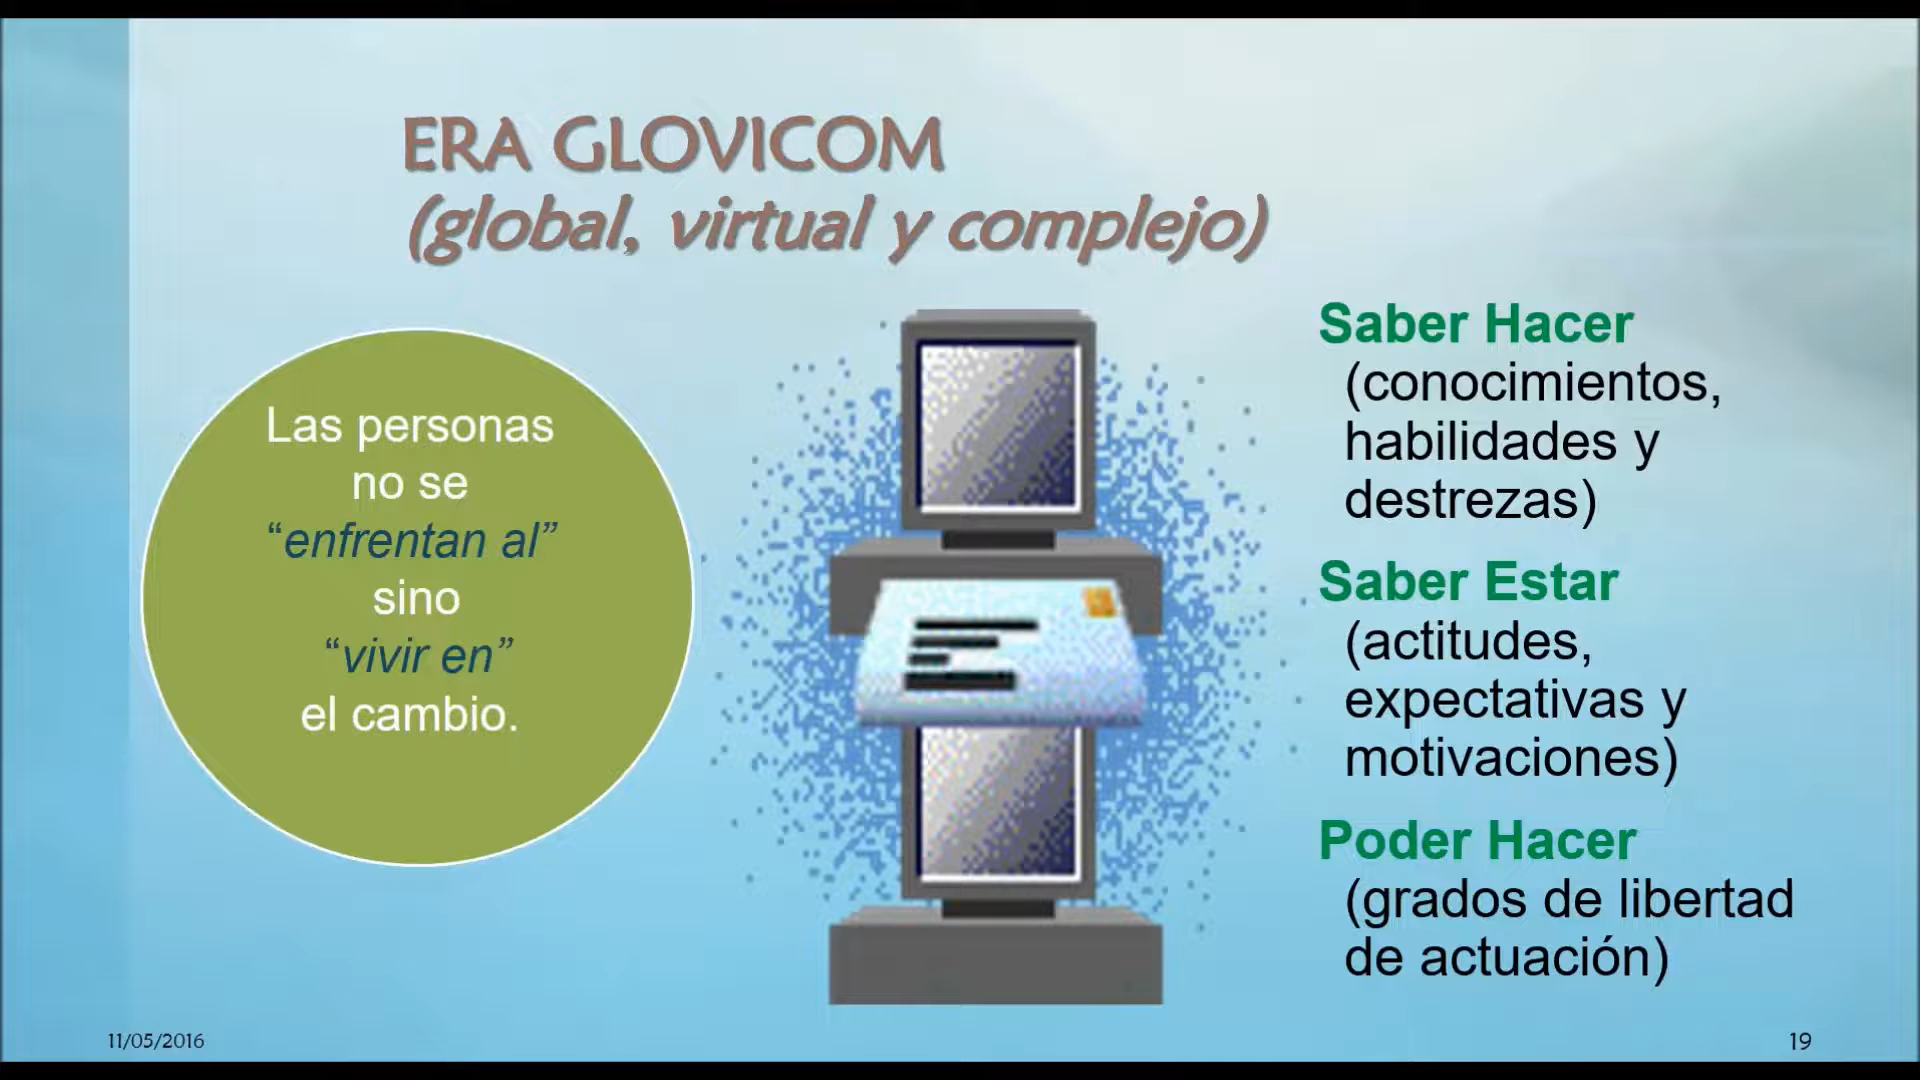 ERA GLOVICOM
(global, virtual y complejo)
Las personas
no se
“enfrentan al”
sino
“vivir en”
el cambio.
Saber Hacer
(conocimientos,
habilidades y
destrezas)
Saber Estar
(actitudes,
expectativas y
motivaciones)
Poder Hacer
(grados de libertad
de actuación)
11/05/2016
19